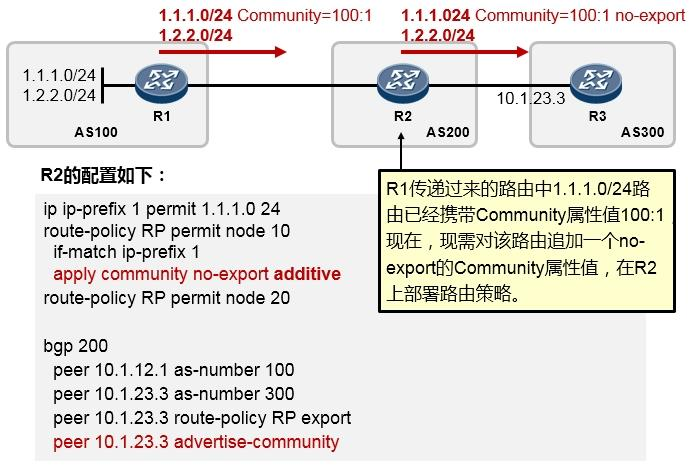 1.1.1.0/24 Community=100:1
1.2.2.0/24
1.1.1.024 Community=100:1 no-export
1.2.2.0/24
1.1.1.0/24
1.2.2.0/24
R1
AS100
R2
AS200
10.1.23.3
R3
AS300
R2的配置如下：
ip ip-prefix 1 permit 1.1.1.0 24
route-policy RP permit node 10
if-match ip-prefix 1
apply community no-export additive
route-policy RP permit node 20
bgp 200
peer 10.1.12.1 as-number 100
peer 10.1.23.3 as-number 300
peer 10.1.23.3 route-policy RP export
peer 10.1.23.3 advertise-community
R1传递过来的路由中1.1.1.0/24路
由已经携带Community属性值100:1，
现在，现需对该路由追加一个no-
export的Community属性值，在R2
上部署路由策略。